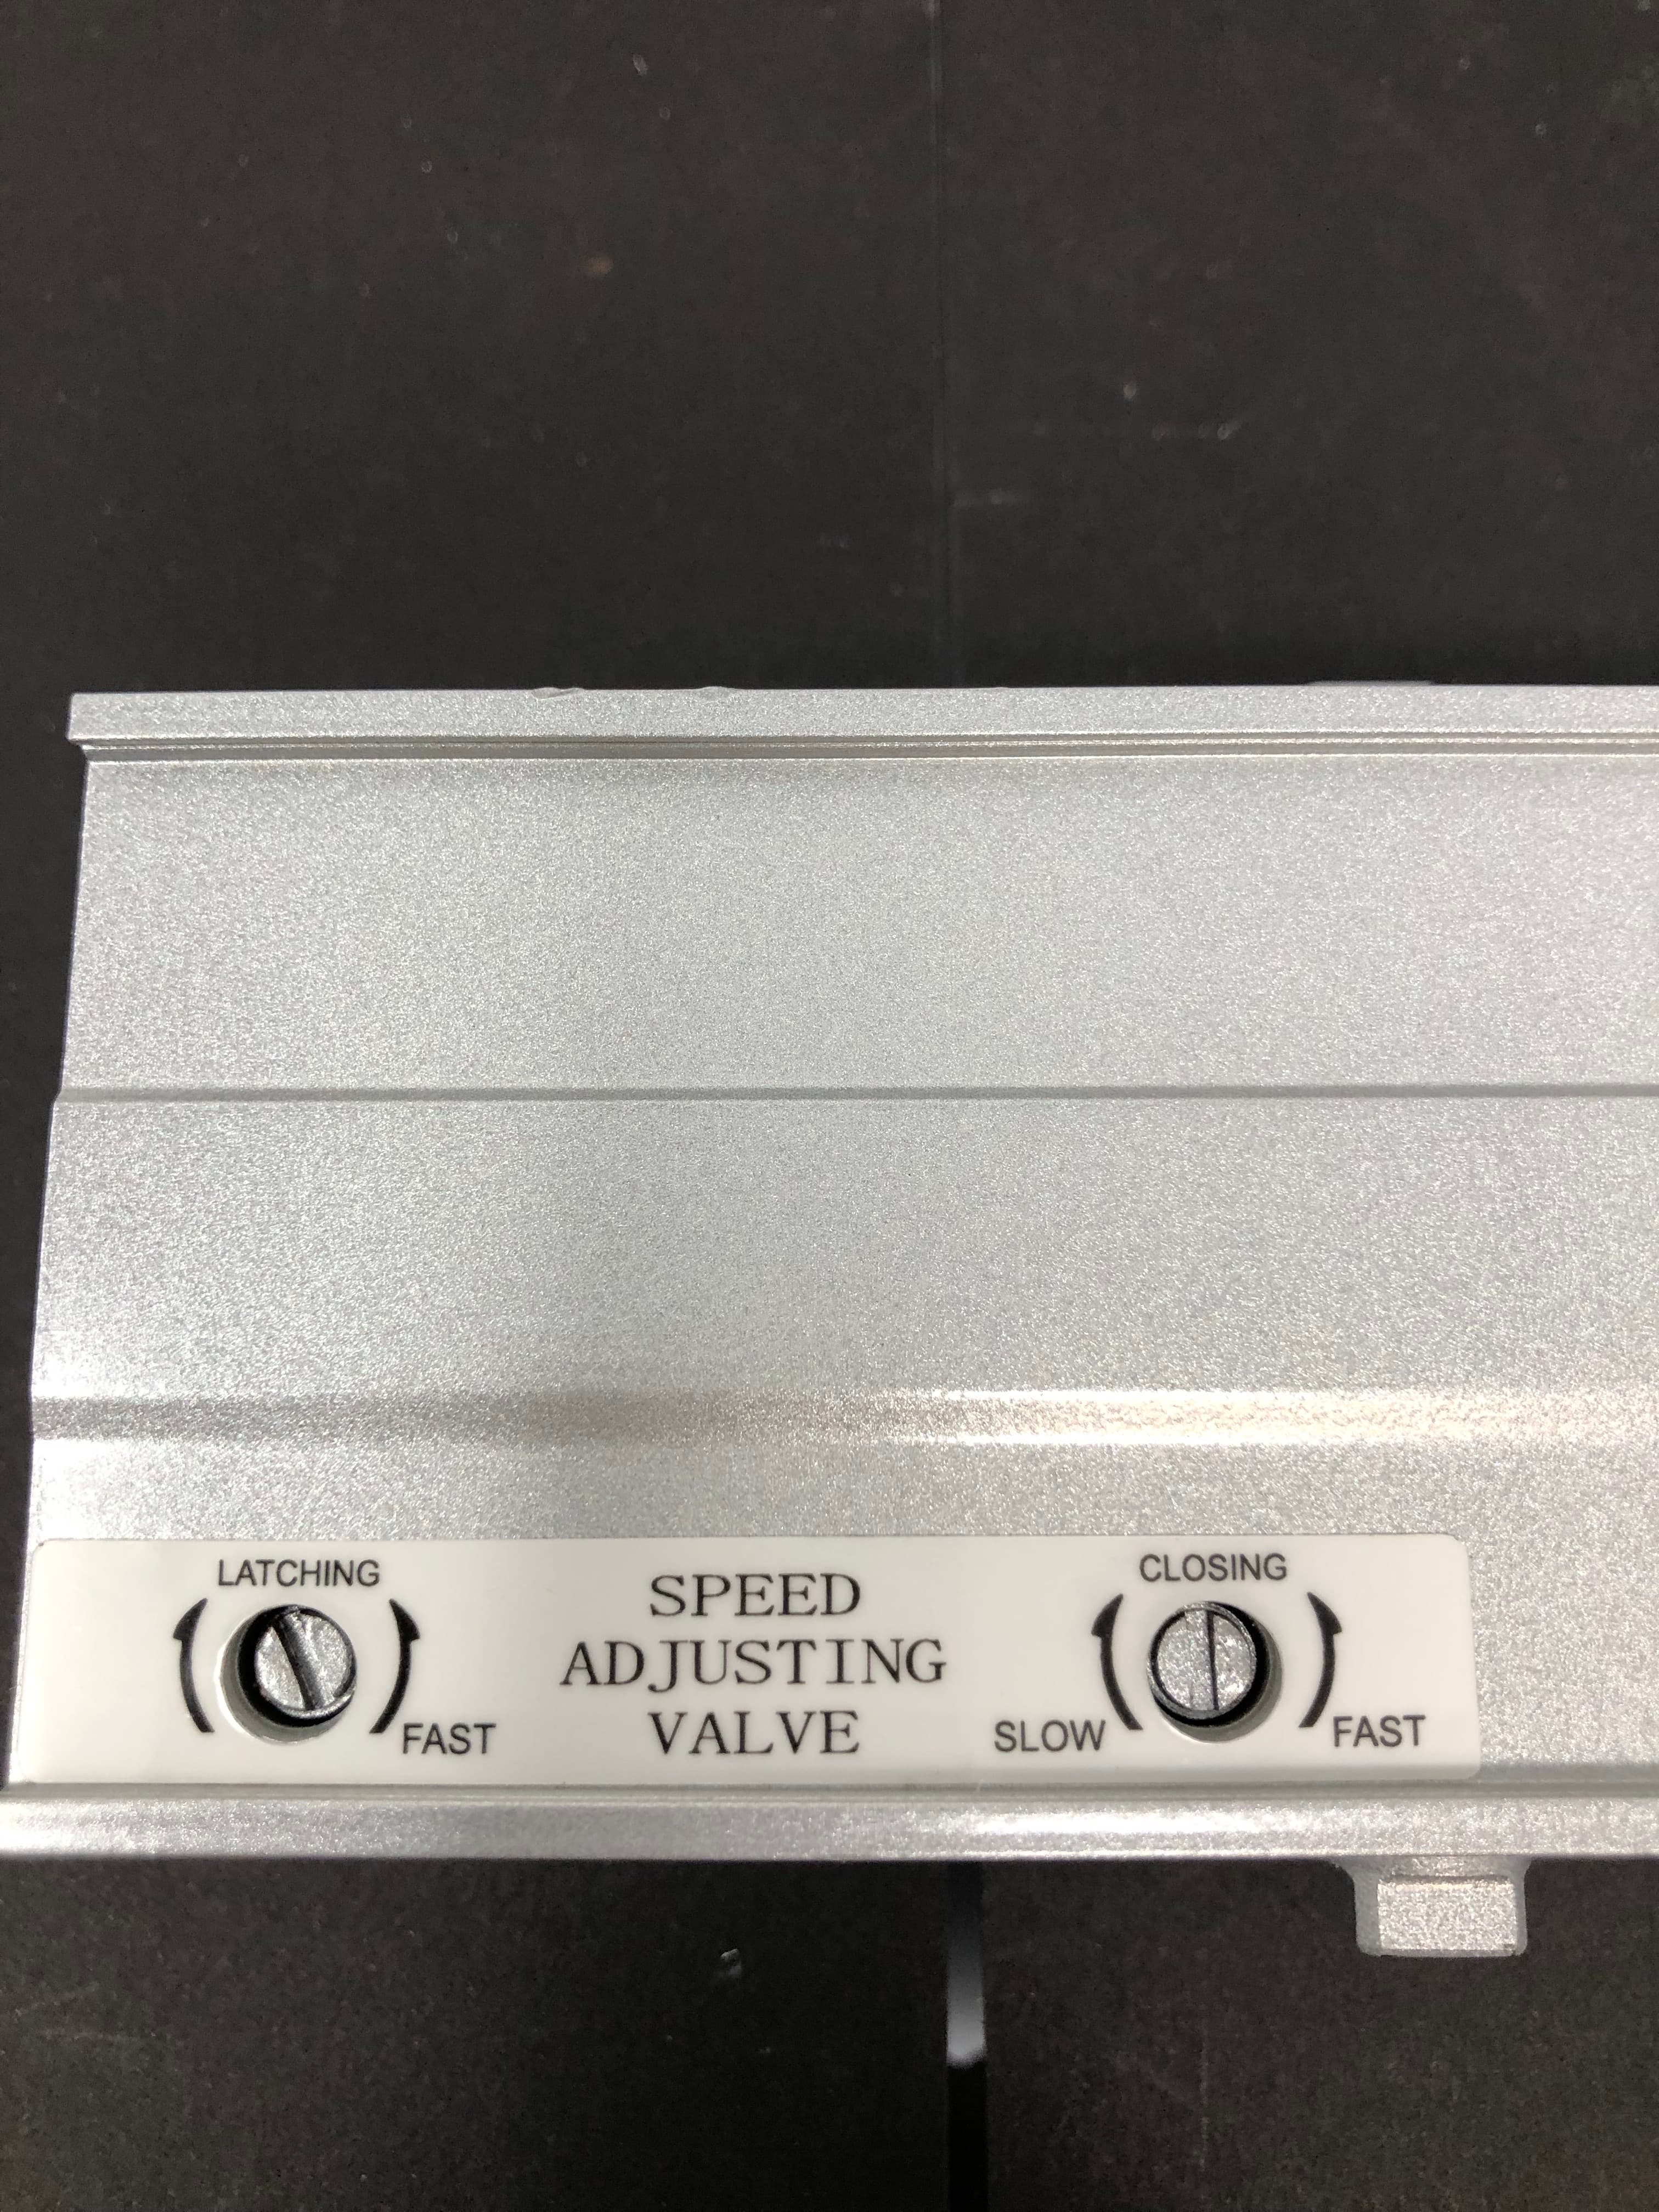 LATCHING
FAST
SPEED
ADJUSTING
VALVE
CLOSING
SLOW
FAST